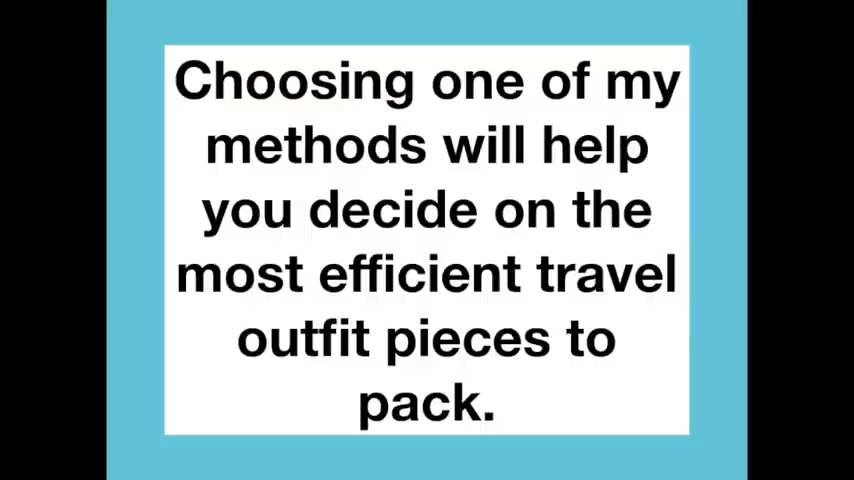 Choosing one of my
methods will help
you decide on the
most efficient travel
outfit pieces to
pack.